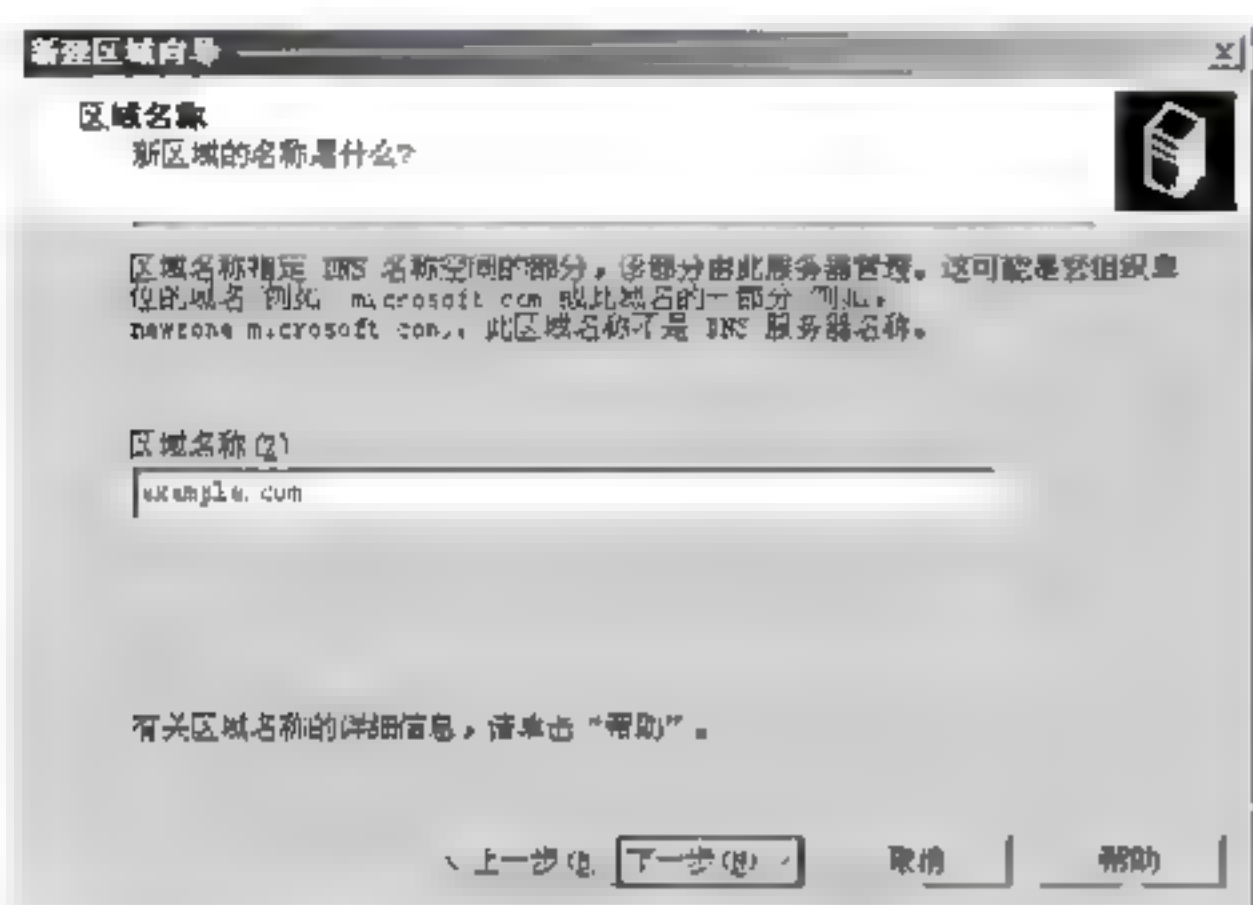 新建区域向导
区域名称
新区域的名称是什么?
区域名称指定 DNS 名称空间的部分，该部分由此服务器管理。这可能是您组织单
位的域名 例如 microsoft com 或此域名的一部分 例如，
newzone microsoft com)。此区域名称不是 DNS 服务器名称。
区域名称(Z)
example.com
有关区域名称的详细信息，请单击“帮助”。
< 上一步(B) 下一步(N) > 取消 帮助